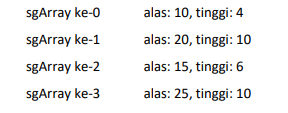 sgArray ke-0 alas: 10, tinggi: 4
sgArray ke-1 alas: 20, tinggi: 10
sgArray ke-2 alas: 15, tinggi: 6
sgArray ke-3 alas: 25, tinggi: 10